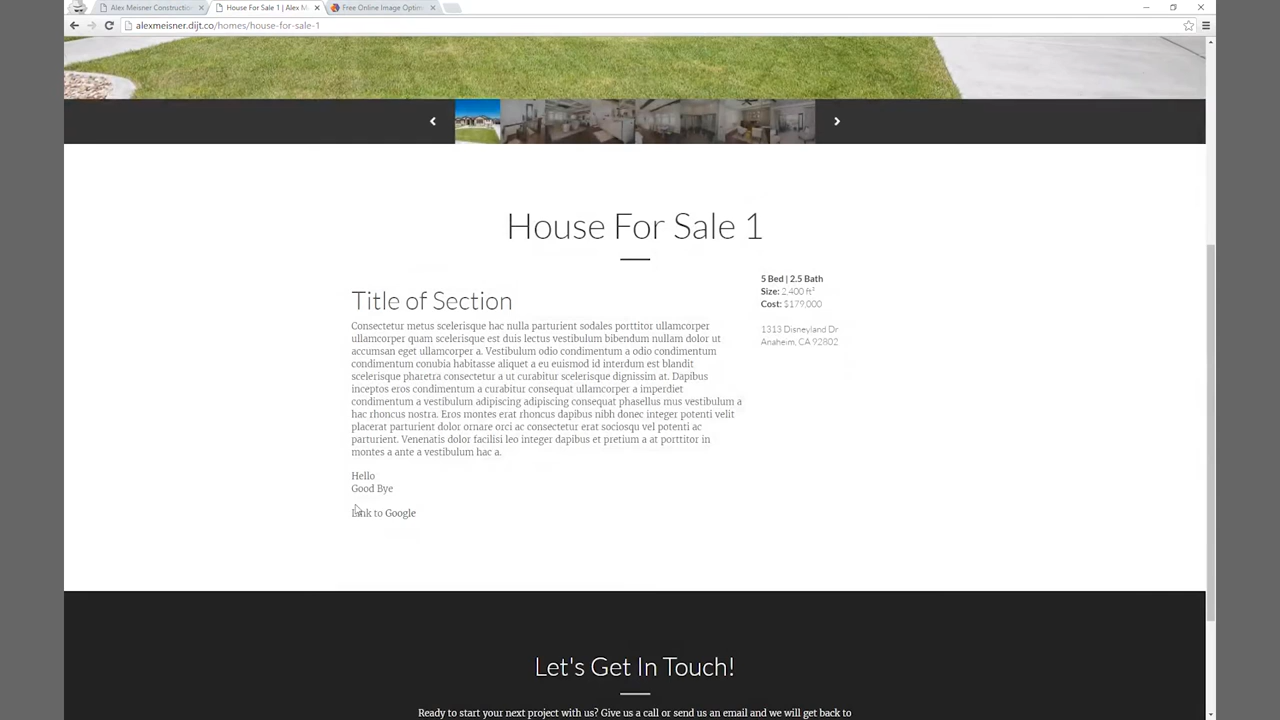 Alex Meisner Construction
House For Sale 1 | Alex M
Free Online Image Optim
alexmeisner.dijt.co/homes/house-for-sale-1
House For Sale 1
5 Bed | 2.5 Bath
Size: 2,400 ft²
Cost: $179,000
1313 Disneyland Dr
Anaheim, CA 92802
Title of Section
Consectetur metus scelerisque hac nulla parturient sodales porttitor ullamcorper
ullamcorper quam scelerisque est duis lectus vestibulum bibendum nullam dolor ut
accumsan eget ullamcorper a. Vestibulum odio condimentum a odio condimentum
condimentum conubia habitasse aliquet a eu euismod id interdum est blandit
scelerisque pharetra consectetur a ut curabitur scelerisque dignissim at. Dapibus
inceptos eros condimentum a curabitur consequat ullamcorper a imperdiet
condimentum a vestibulum adipiscing adipiscing consequat phasellus mus vestibulum a
hac rhoncus nostra. Eros montes erat rhoncus dapibus nibh donec integer potenti velit
placerat parturient dolor ornare orci ac consectetur erat sociosqu vel potenti ac
parturient. Venenatis dolor facilisi leo integer dapibus et pretium a at porttitor in
montes a ante a vestibulum hac a.
Hello
Good Bye
Link to Google
Let's Get In Touch!
Ready to start your next project with us? Give us a call or send us an email and we will get back to